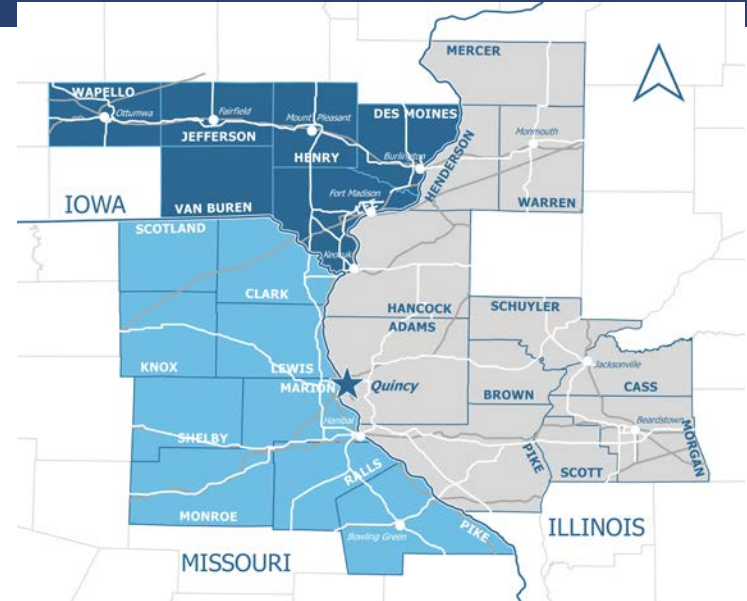 MERCER
WAPELLO
Ottumwa
Fairfield
Mount Pleasant
DES MOINES
JEFFERSON
Monmouth
HENRY
Burlington
HENDERSON
Fort Madison
IOWA
VAN BUREN
WARREN
SCOTLAND
Keokuk
CLARK
HANCOCK
SCHUYLER
ADAMS
KNOX
LEWIS
Jacksonville
MARION
Quincy
BROWN
CASS
Hanibal
Beardstown
SHELBY
MORGAN
PIKE
RALLS
SCOTT
MONROE
PIKE
ILLINOIS
Bowling Green
MISSOURI